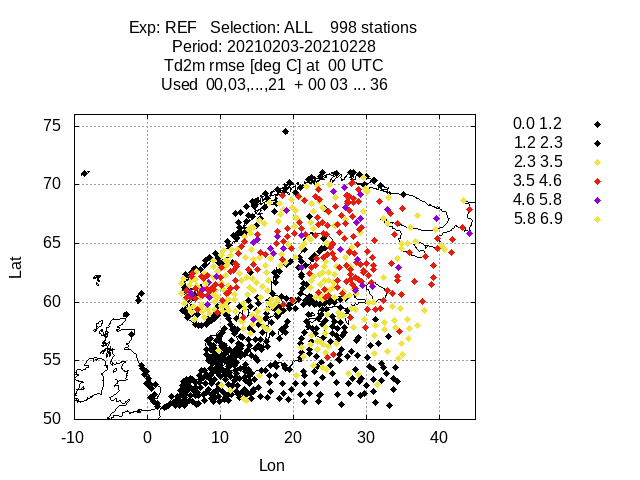 Exp: REF Selection: ALL 998 stations
Period: 20210203-20210228
Td2m rmse [deg C] at 00 UTC
Used 00,03,...,21 + 00 03 ... 36
0.0 1.2
1.2 2.3
2.3 3.5
3.5 4.6
4.6 5.8
5.8 6.9
75
70
65
60
55
50
Lat
-10 0 10 20 30 40
Lon